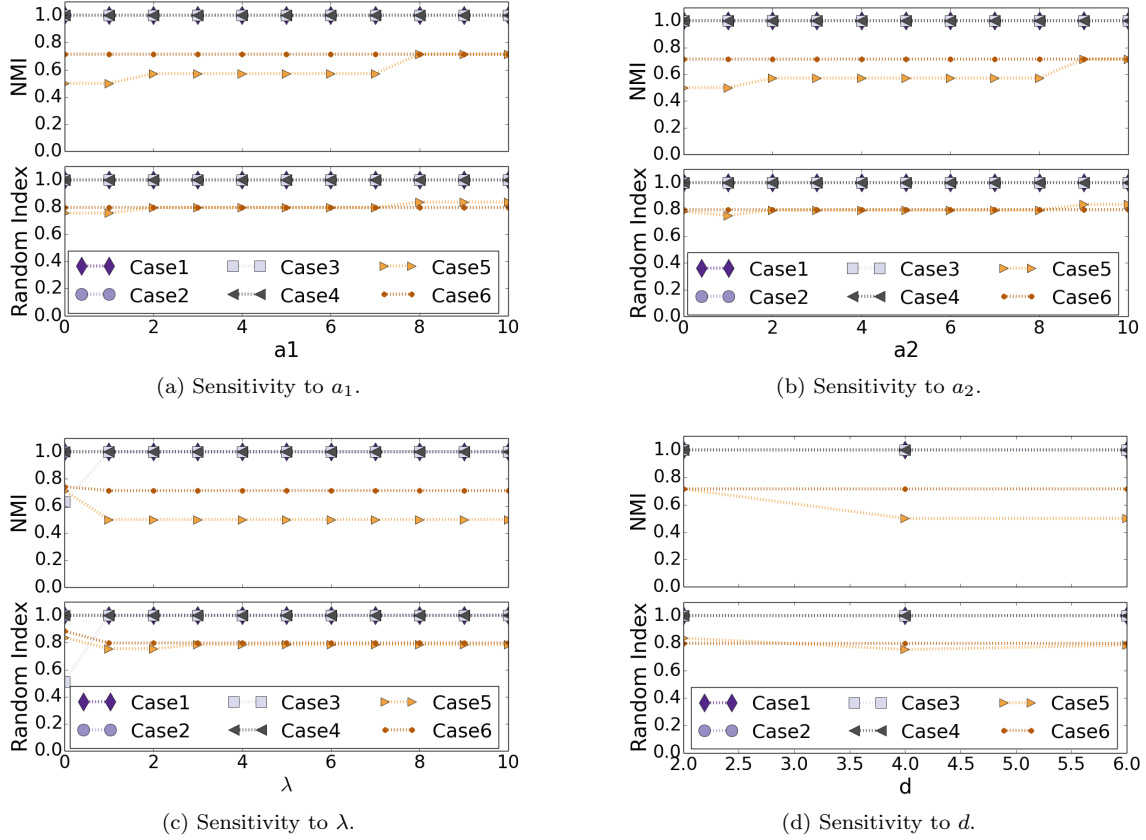 1.0
0.8
0.6
0.4
0.2
0.0
NMI
1.0
0.8
0.6
0.4
0.2
0.0
Random Index
Case1 Case3 Case5
Case2 Case4 Case6
0 2 4 6 8 10
a1
(a) Sensitivity to a₁.
1.0
0.8
0.6
0.4
0.2
0.0
NMI
1.0
0.8
0.6
0.4
0.2
0.0
Random Index
Case1 Case3 Case5
Case2 Case4 Case6
0 2 4 6 8 10
a2
(b) Sensitivity to a₂.
1.0
0.8
0.6
0.4
0.2
0.0
NMI
1.0
0.8
0.6
0.4
0.2
0.0
Random Index
Case1 Case3 Case5
Case2 Case4 Case6
0 2 4 6 8 10
λ
(c) Sensitivity to λ.
1.0
0.8
0.6
0.4
0.2
0.0
NMI
1.0
0.8
0.6
0.4
0.2
0.0
Random Index
Case1 Case3 Case5
Case2 Case4 Case6
2.0 2.5 3.0 3.5 4.0 4.5 5.0 5.5 6.0
d
(d) Sensitivity to d.